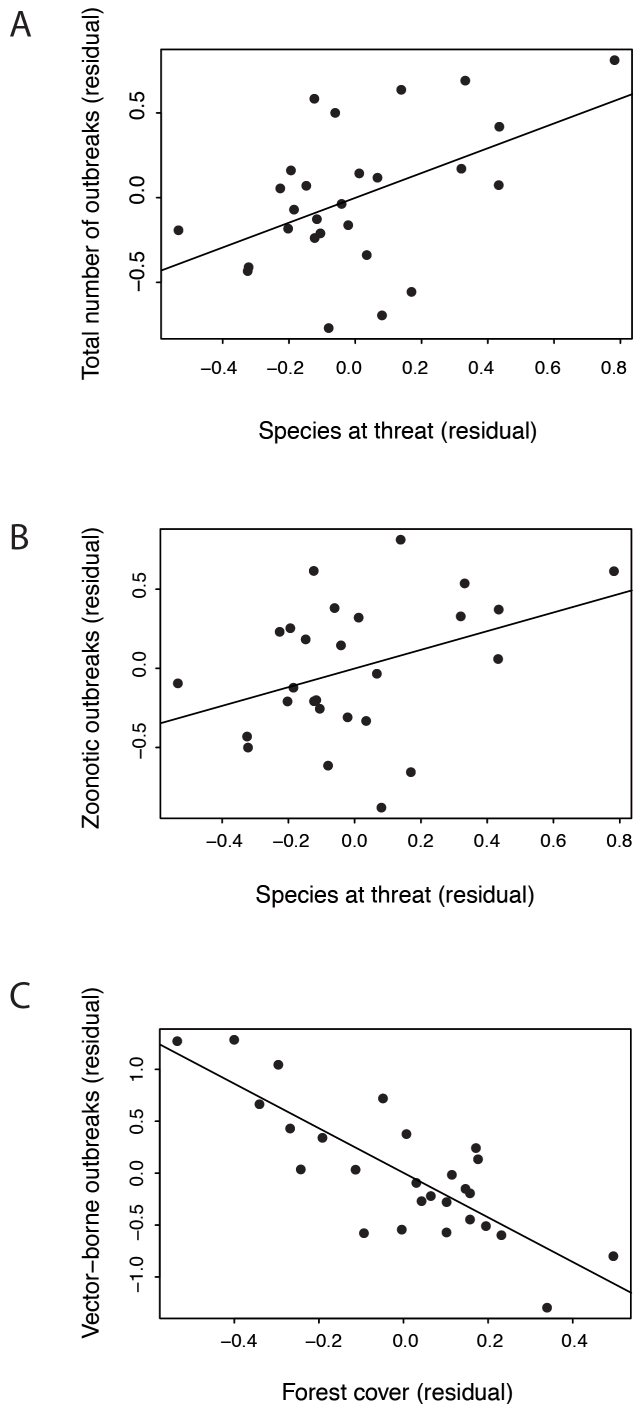 A
Total number of outbreaks (residual)
0.5
0.0
−0.5
−0.4 −0.2 0.0 0.2 0.4 0.6 0.8
Species at threat (residual)
B
Zoonotic outbreaks (residual)
0.5
0.0
−0.5
−0.4 −0.2 0.0 0.2 0.4 0.6 0.8
Species at threat (residual)
C
Vector−borne outbreaks (residual)
1.0
0.5
0.0
−0.5
−1.0
−0.4 −0.2 0.0 0.2 0.4
Forest cover (residual)